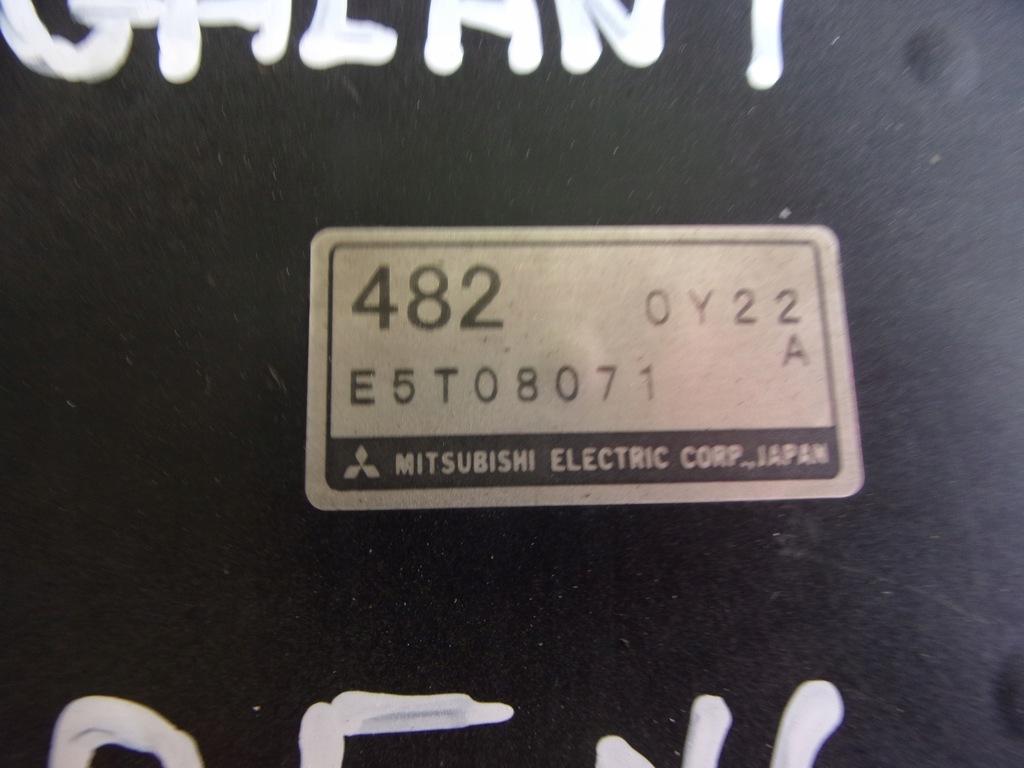 GALANT
482 0Y22
A
E5T08071
MITSUBISHI ELECTRIC CORP., JAPAN